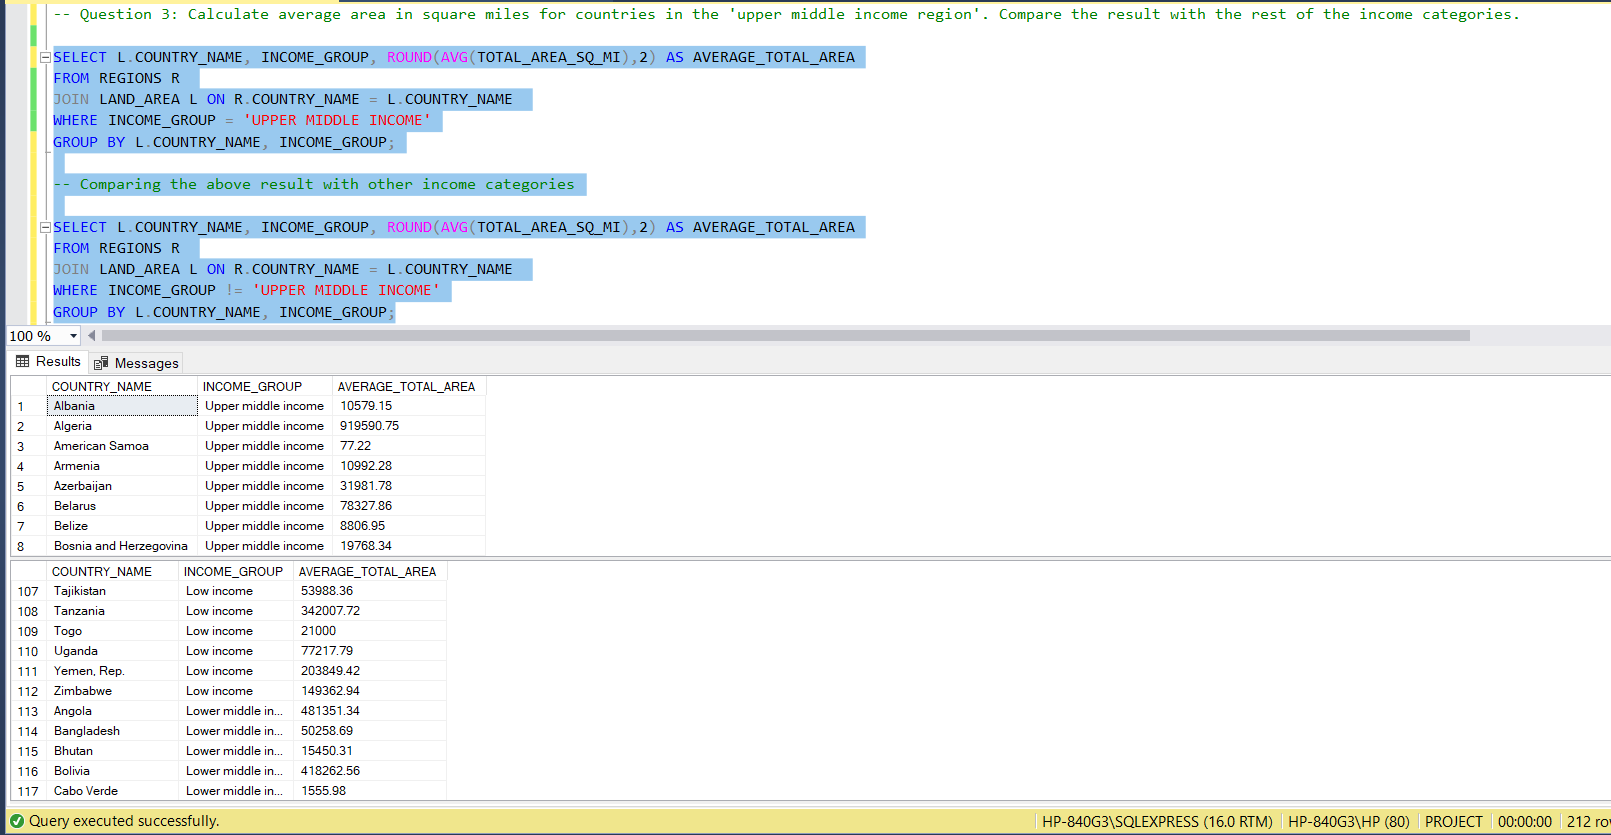 -- Question 3: Calculate average area in square miles for countries in the 'upper middle income region'. Compare the result with the rest of the income categories.
SELECT L.COUNTRY_NAME, INCOME_GROUP, ROUND(AVG(TOTAL_AREA_SQ_MI),2) AS AVERAGE_TOTAL_AREA
FROM REGIONS R
JOIN LAND_AREA L ON R.COUNTRY_NAME = L.COUNTRY_NAME
WHERE INCOME_GROUP = 'UPPER MIDDLE INCOME'
GROUP BY L.COUNTRY_NAME, INCOME_GROUP;
-- Comparing the above result with other income categories
SELECT L.COUNTRY_NAME, INCOME_GROUP, ROUND(AVG(TOTAL_AREA_SQ_MI),2) AS AVERAGE_TOTAL_AREA
FROM REGIONS R
JOIN LAND_AREA L ON R.COUNTRY_NAME = L.COUNTRY_NAME
WHERE INCOME_GROUP != 'UPPER MIDDLE INCOME'
GROUP BY L.COUNTRY_NAME, INCOME_GROUP;
100 %
Results Messages
COUNTRY_NAME INCOME_GROUP AVERAGE_TOTAL_AREA
1 Albania Upper middle income 10579.15
2 Algeria Upper middle income 919590.75
3 American Samoa Upper middle income 77.22
4 Armenia Upper middle income 10992.28
5 Azerbaijan Upper middle income 31981.78
6 Belarus Upper middle income 78327.86
7 Belize Upper middle income 8806.95
8 Bosnia and Herzegovina Upper middle income 19768.34
COUNTRY_NAME INCOME_GROUP AVERAGE_TOTAL_AREA
107 Tajikistan Low income 53988.36
108 Tanzania Low income 342007.72
109 Togo Low income 21000
110 Uganda Low income 77217.79
111 Yemen, Rep. Low income 203849.42
112 Zimbabwe Low income 149362.94
113 Angola Lower middle in... 481351.34
114 Bangladesh Lower middle in... 50258.69
115 Bhutan Lower middle in... 15450.31
116 Bolivia Lower middle in... 418262.56
117 Cabo Verde Lower middle in... 1555.98
Query executed successfully. HP-840G3\SQLEXPRESS (16.0 RTM) HP-840G3\HP (80) PROJECT 00:00:00 212 ro